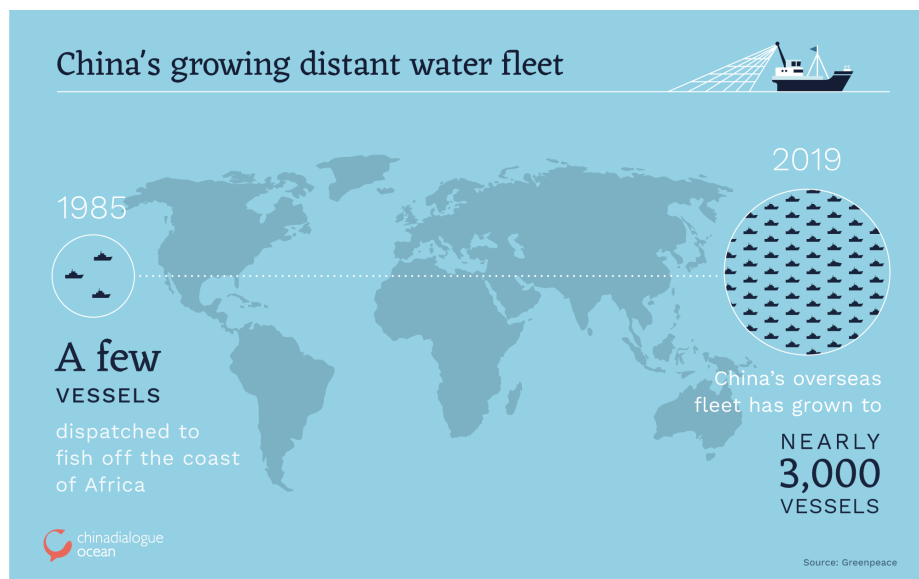 China's growing distant water fleet
1985
A few
VESSELS
dispatched to
fish off the coast
of Africa
2019
China's overseas
fleet has grown to
NEARLY
3,000
VESSELS
chinadialogue
ocean
Source: Greenpeace